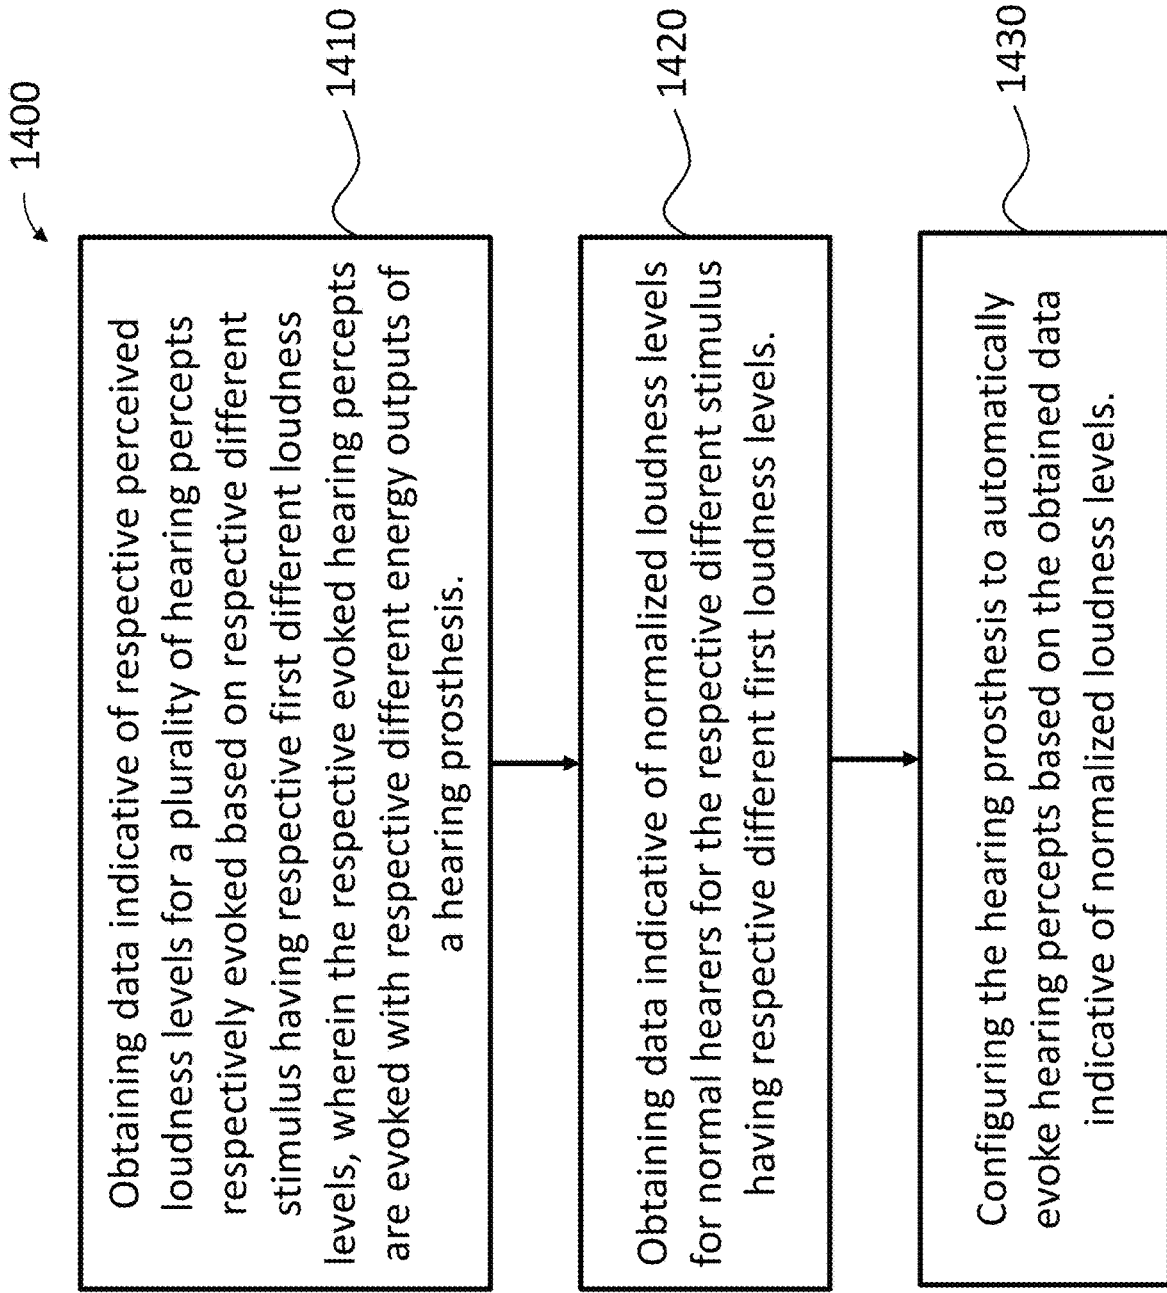 1400
Obtaining data indicative of respective perceived
loudness levels for a plurality of hearing percepts
respectively evoked based on respective different
stimulus having respective first different loudness
levels, wherein the respective evoked hearing percepts
are evoked with respective different energy outputs of
a hearing prosthesis.
1410
Obtaining data indicative of normalized loudness levels
for normal hearers for the respective different stimulus
having respective different first loudness levels.
1420
Configuring the hearing prosthesis to automatically
evoke hearing percepts based on the obtained data
indicative of normalized loudness levels.
1430